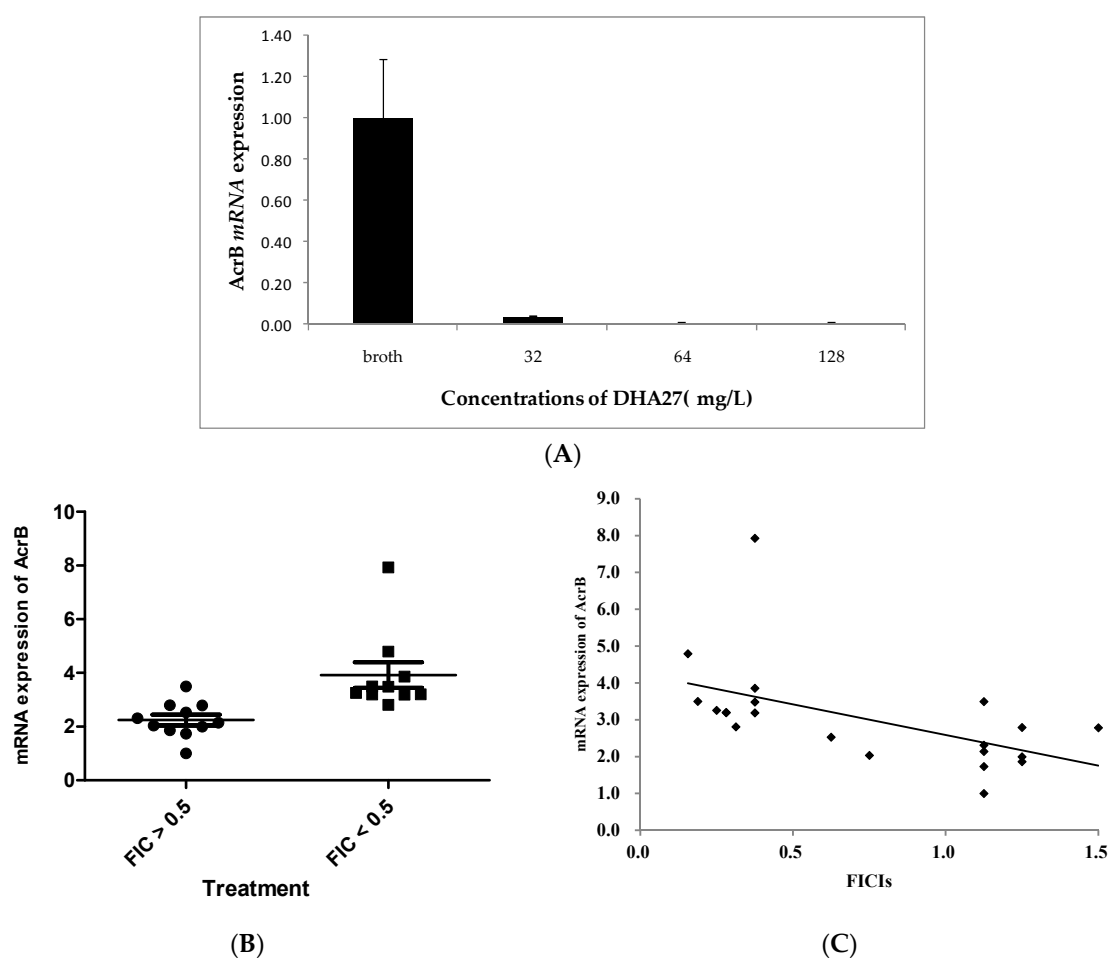 1.40
1.20
1.00
0.80
0.60
0.40
0.20
0.00
AcrB mRNA expression
broth 32 64 128
Concentrations of DHA27( mg/L)
(A)
10
8
6
4
2
0
mRNA expression of AcrB
FIC > 0.5 FIC < 0.5
Treatment
(B)
9.0
8.0
7.0
6.0
5.0
4.0
3.0
2.0
1.0
0.0
mRNA expression of AcrB
0.0 0.5 1.0 1.5
FICIs
(C)